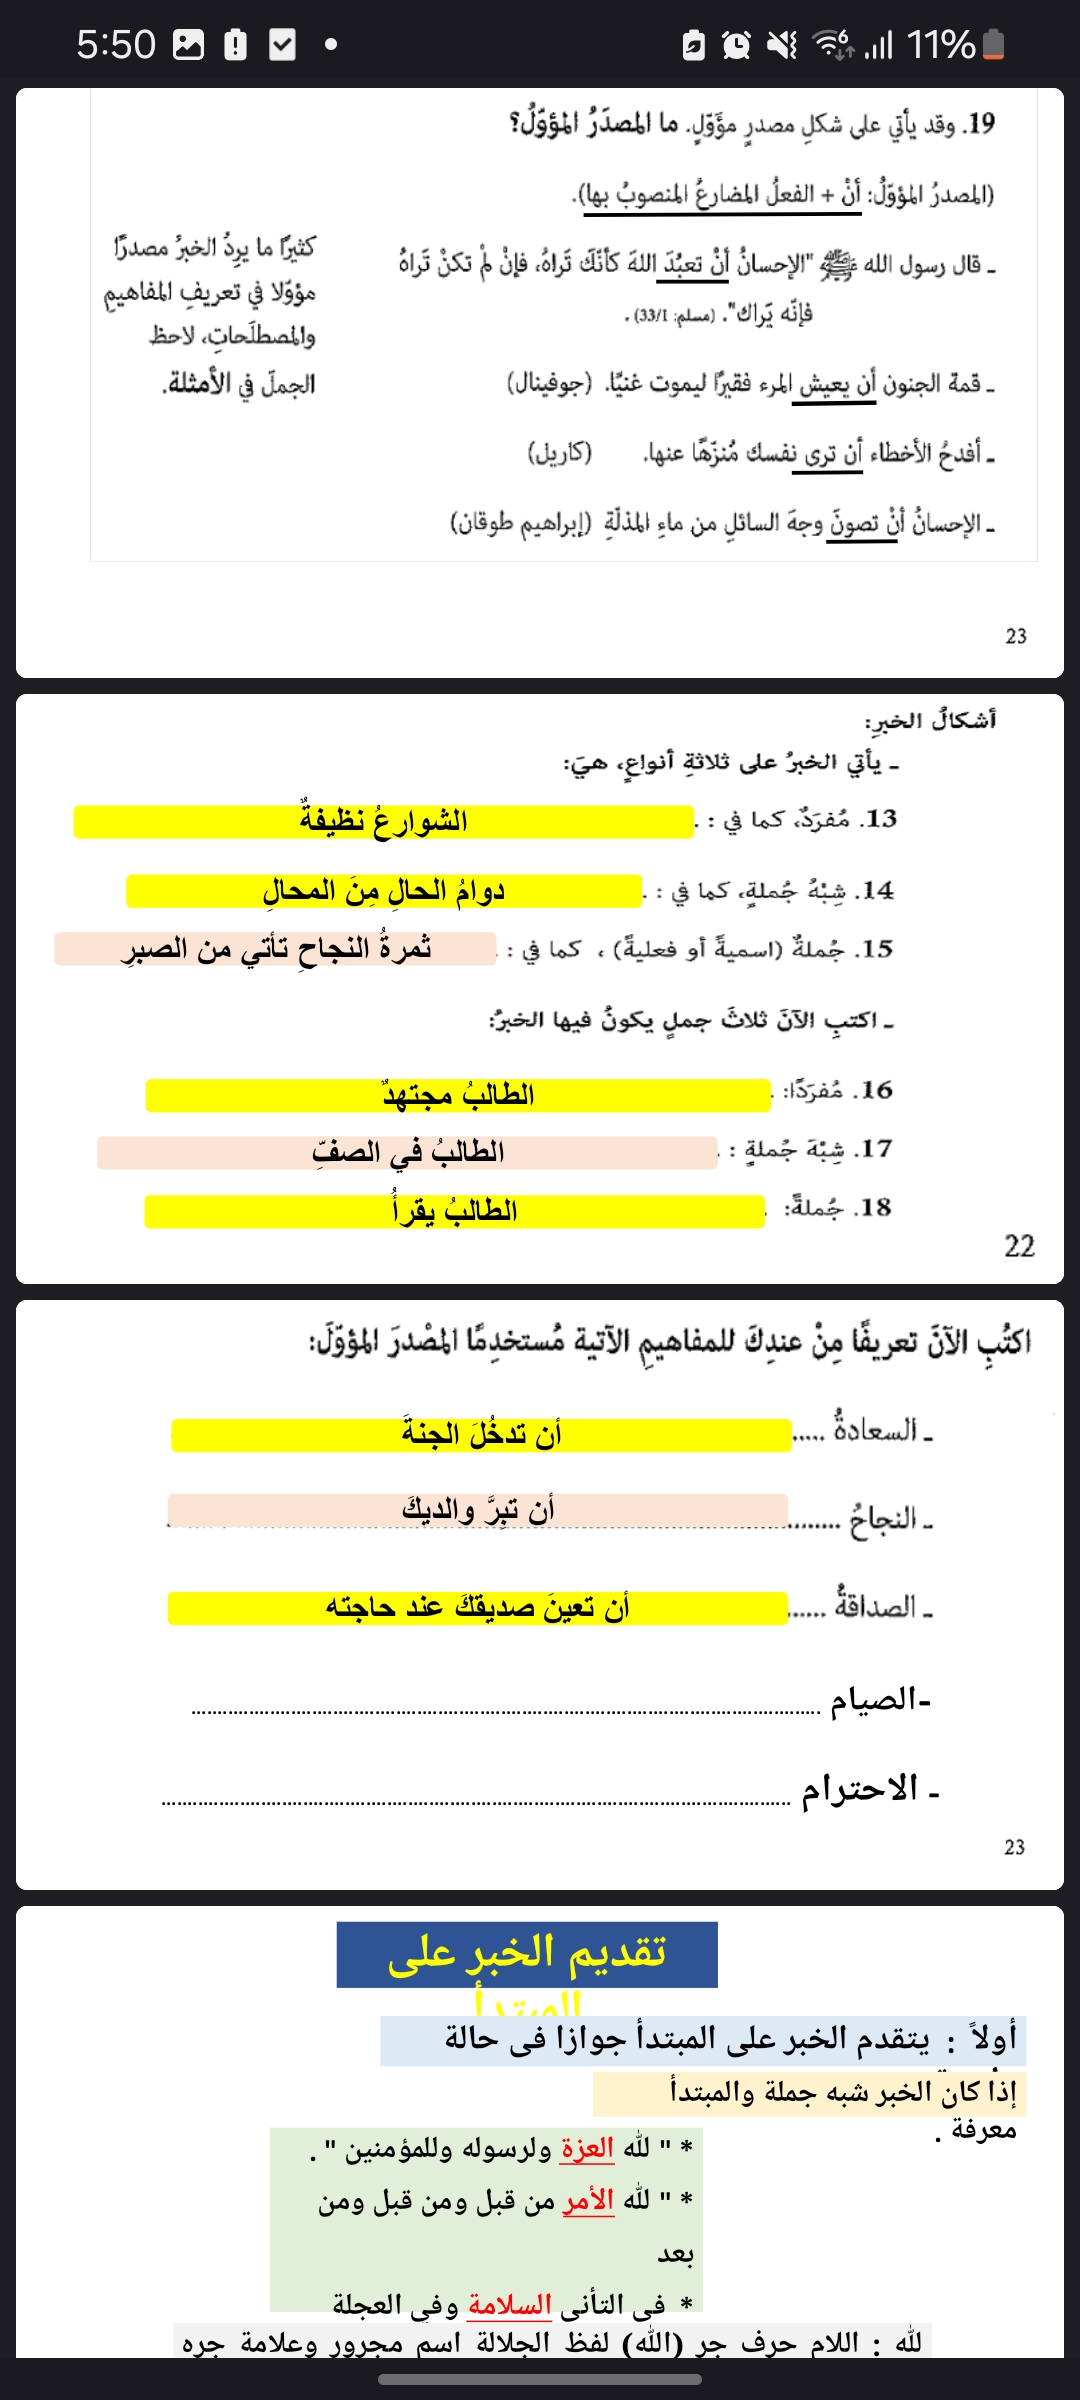 5:50
11%
19. وقد يأتي على شكلِ مصدرٍ مؤَوّلٍ. ما المصدَرُ المؤوّلُ؟
(المصدرُ المؤوّلُ: أنْ + الفعلُ المضارعُ المنصوبُ بها).
ـ قال رسول الله ﷺ "الإحسانُ أنْ تعبُدَ اللهَ كأنّكَ تَراهُ، فإنْ لمْ تكنْ تَراهُ
فإنّه يَراك". (مسلم: 33/1) .
ـ قمة الجنون أن يعيش المرء فقيرًا ليموت غنيًا. (جوفينال)
ـ أفدحُ الأخطاء أن ترى نفسك مُنزّهًا عنها. (كاريل)
ـ الإحسانُ أنْ تصونَ وجهَ السائلِ من ماءِ المذلّةِ (إبراهيم طوقان)
كثيرًا ما يرِدُ الخبرُ مصدرًا
مؤوّلا في تعريفِ المفاهيمِ
والمصطلَحاتِ، لاحظ
الجملَ في الأمثلة.
23
أشكالُ الخبرِ:
ـ يأتي الخبرُ على ثلاثةِ أنواعٍ، هيَ:
13. مُفرَدٌ، كما في : . الشوارعُ نظيفةٌ
14. شِبْهُ جُملةٍ، كما في : . دوامُ الحالِ مِنَ المحالِ
15. جُملةٌ (اسميةً أو فعليةً) ، كما في : . ثمرةُ النجاحِ تأتي من الصبرِ
ـ اكتبِ الآنَ ثلاثَ جملٍ يكونُ فيها الخبرُ:
16. مُفرَدًا: . الطالبُ مجتهدٌ
17. شِبْهَ جُملةٍ : . الطالبُ في الصفِّ
18. جُملةً: . الطالبُ يقرأُ
22
اكتُبِ الآنَ تعريفًا مِنْ عندِكَ للمفاهيمِ الآتية مُستخدِمًا المصْدرَ المؤوّلَ:
ـ السعادةُ ..... أن تدخُلَ الجنةَ
ـ النجاحُ ........ أن تبِرَّ والديكَ
ـ الصداقةُ ...... أن تعينَ صديقكَ عند حاجته
-الصيام ........................................
ـ الاحترام ........................................
23
تقديم الخبر على
المبتدأ
أولاً : يتقدم الخبر على المبتدأ جوازا فى حالة
إذا كان الخبر شبه جملة والمبتدأ
معرفة .
* " لله العزة ولرسوله وللمؤمنين " .
* " لله الأمر من قبل ومن قبل ومن
بعد
* فى التأنى السلامة وفى العجلة
لله : اللام حرف جر (الله) لفظ الجلالة اسم مجرور وعلامة جره